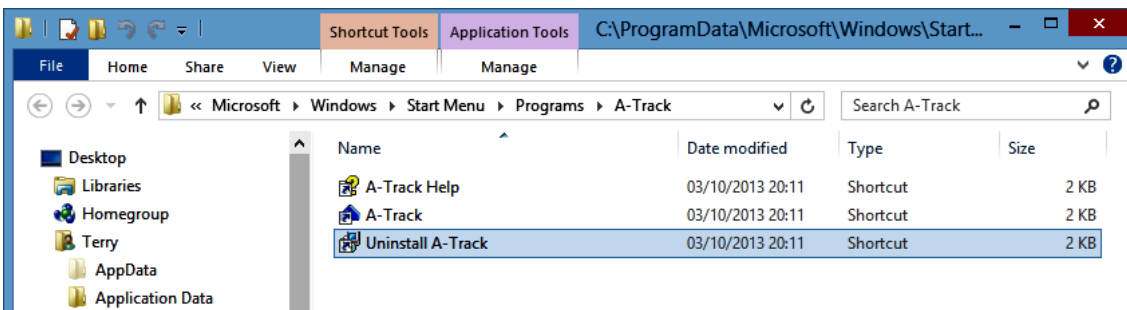 Shortcut Tools Application Tools C:\ProgramData\Microsoft\Windows\Start...
File Home Share View Manage Manage
« Microsoft Windows Start Menu Programs A-Track Search A-Track
Name Date modified Type Size
Desktop
Libraries A-Track Help 03/10/2013 20:11 Shortcut 2 KB
Homegroup A-Track 03/10/2013 20:11 Shortcut 2 KB
Terry Uninstall A-Track 03/10/2013 20:11 Shortcut 2 KB
AppData
Application Data